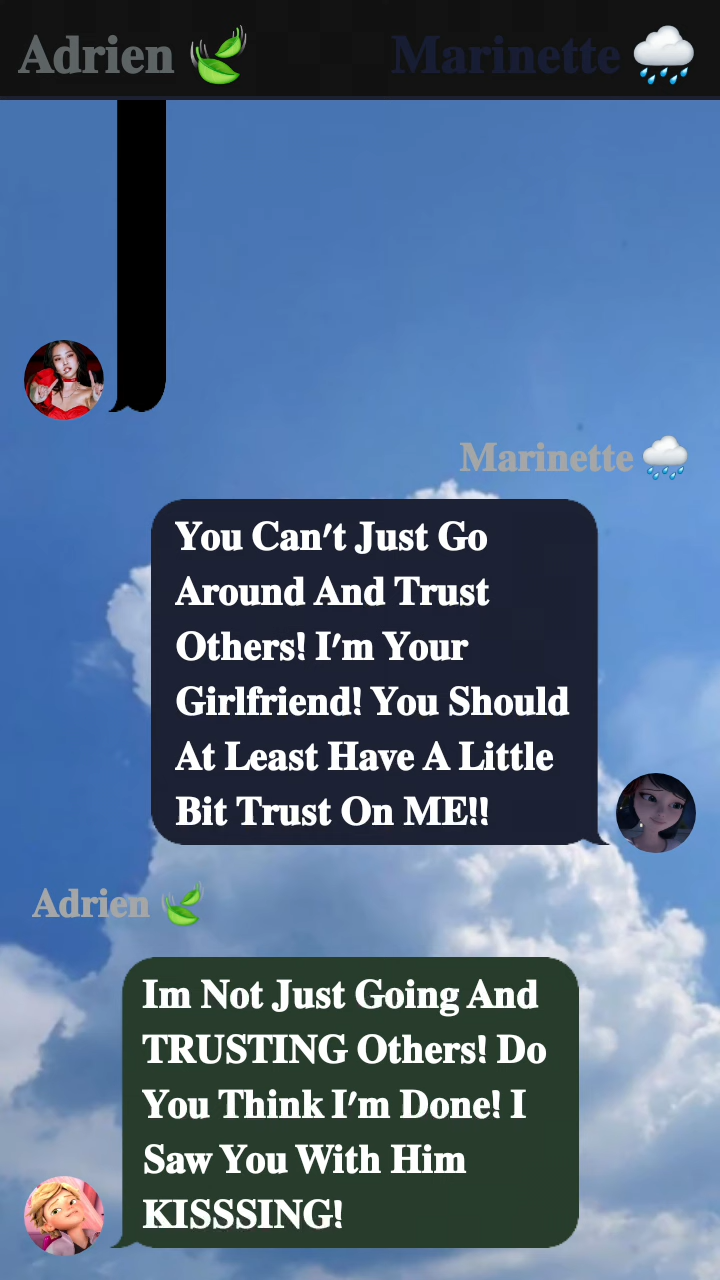 Adrien 🍃 Marinette 🌧️
Marinette 🌧️
You Can't Just Go
Around And Trust
Others! I'm Your
Girlfriend! You Should
At Least Have A Little
Bit Trust On ME!!
Adrien 🍃
Im Not Just Going And
TRUSTING Others! Do
You Think I'm Done! I
Saw You With Him
KISSSING!